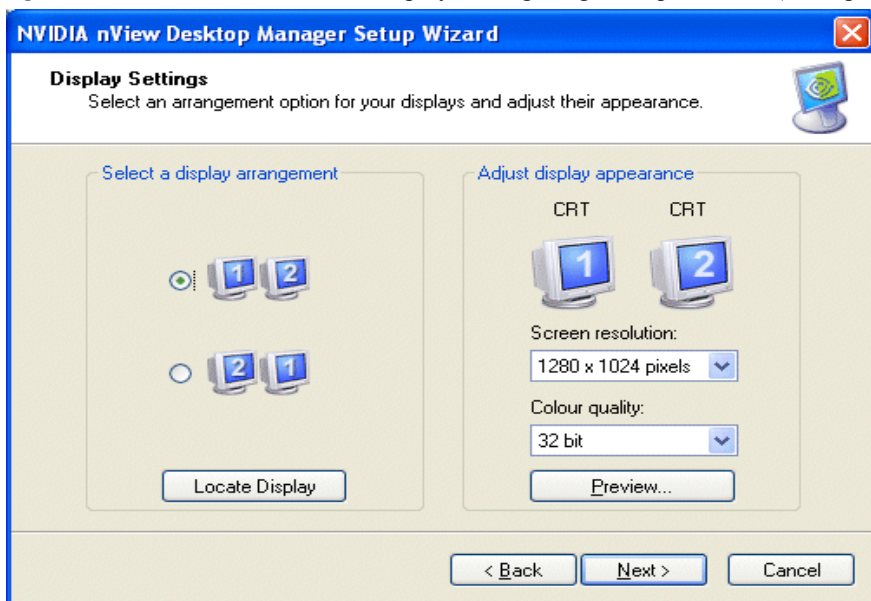 NVIDIA nView Desktop Manager Setup Wizard
Display Settings
Select an arrangement option for your displays and adjust their appearance.
Select a display arrangement
1 2
2 1
Locate Display
Adjust display appearance
CRT CRT
1 2
Screen resolution:
1280 x 1024 pixels
Colour quality:
32 bit
Preview...
< Back Next > Cancel